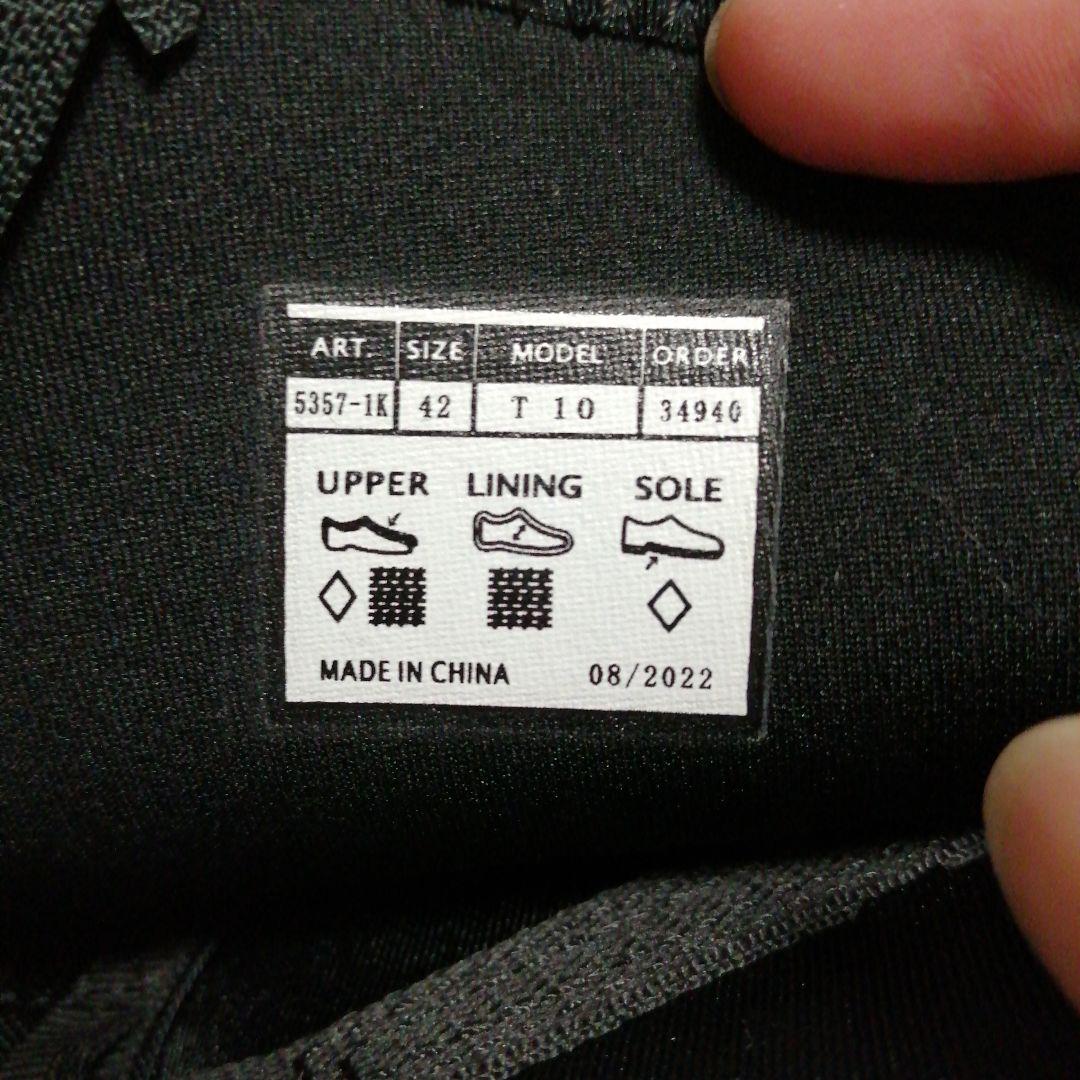 ART. SIZE MODEL ORDER
5357-1K 42 T 10 34940
UPPER LINING SOLE
MADE IN CHINA 08/2022